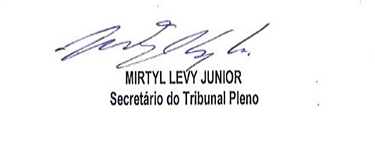 MIRTYL LEVY JUNIOR
Secretário do Tribunal Pleno